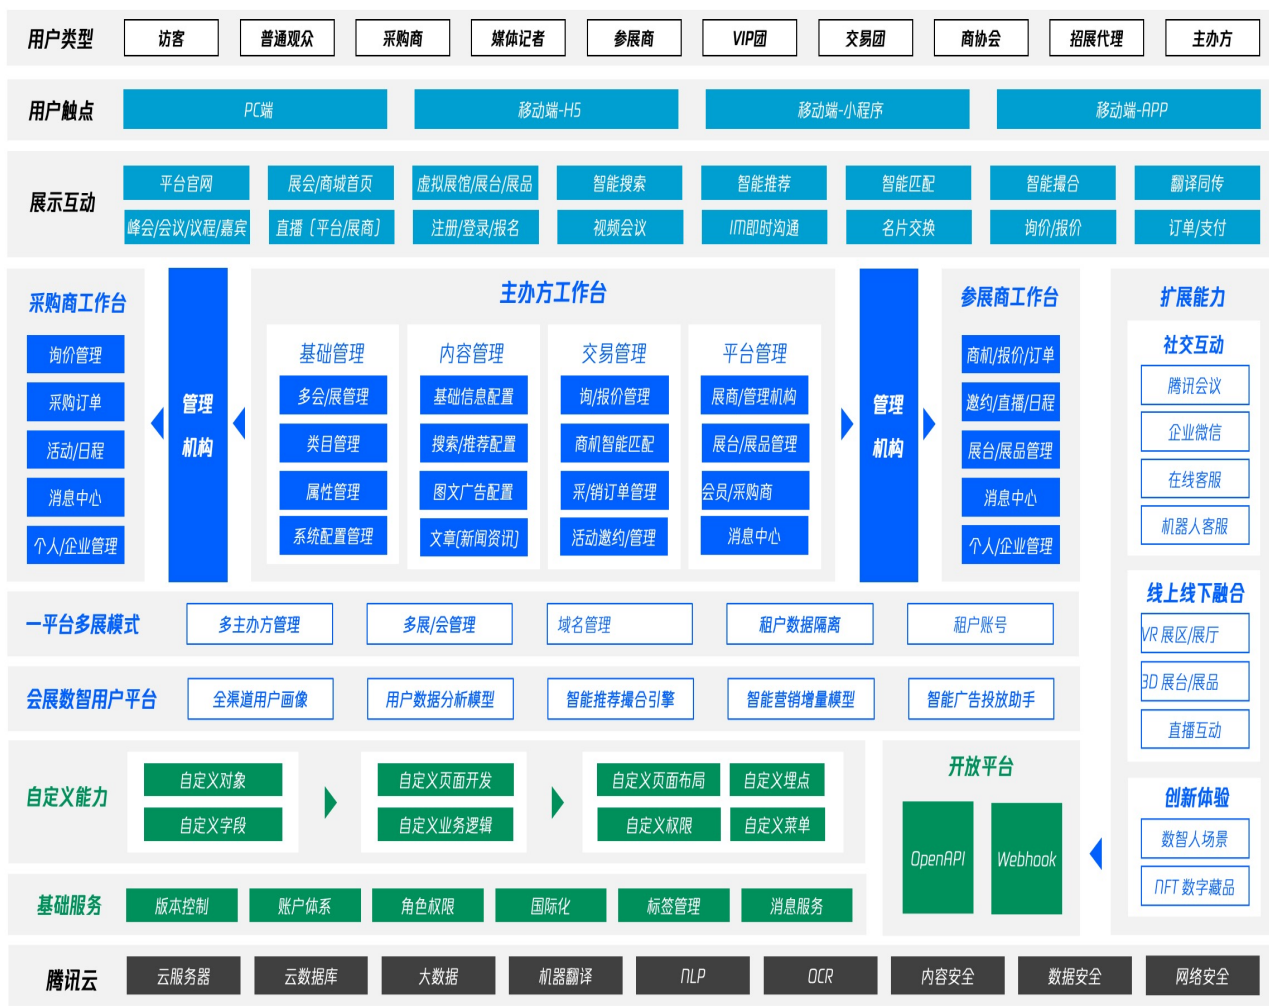 用户类型 访客 普通观众 采购商 媒体记者 参展商 VIP团 交易团 商协会 招展代理 主办方
用户触点 PC端 移动端-H5 移动端-小程序 移动端-APP
展示互动
平台官网 展会/商城首页 虚拟展馆/展台/展品 智能搜索 智能推荐 智能匹配 智能撮合 翻译同传
峰会/会议/议程/嘉宾 直播〔平台/展商〕 注册/登录/报名 视频会议 IM即时沟通 名片交换 询价/报价 订单/支付
采购商工作台
询价管理
采购订单
活动/日程
消息中心
个人/企业管理
管理
机构
主办方工作台
基础管理
多会/展管理
类目管理
属性管理
系统配置管理
内容管理
基础信息配置
搜索/推荐配置
图文广告配置
文章(新闻资讯)
交易管理
询/报价管理
商机智能匹配
采/销订单管理
活动邀约/管理
平台管理
展商/管理机构
展台/展品管理
会员/采购商
消息中心
管理
机构
参展商工作台
商机/报价/订单
邀约/直播/日程
展台/展品管理
消息中心
个人/企业管理
扩展能力
社交互动
腾讯会议
企业微信
在线客服
机器人客服
线上线下融合
VR 展区/展厅
3D 展台/展品
直播互动
创新体验
数智人场景
NFT 数字藏品
一平台多展模式 多主办方管理 多展/会管理 域名管理 租户数据隔离 租户账号
会展数智用户平台 全渠道用户画像 用户数据分析模型 智能推荐撮合引擎 智能营销增量模型 智能广告投放助手
自定义能力
自定义对象 自定义页面开发 自定义页面布局 自定义埋点
自定义字段 自定义业务逻辑 自定义权限 自定义菜单
开放平台
OpenAPI Webhook
基础服务 版本控制 账户体系 角色权限 国际化 标签管理 消息服务
腾讯云 云服务器 云数据库 大数据 机器翻译 NLP OCR 内容安全 数据安全 网络安全